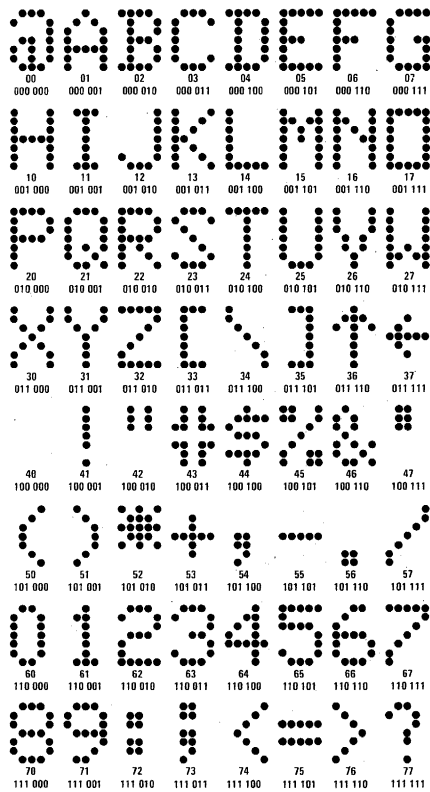 @ A B C D E F G
00 01 02 03 04 05 06 07
000 000 000 001 000 010 000 011 000 100 000 101 000 110 000 111
H I J K L M N O
10 11 12 13 14 15 16 17
001 000 001 001 001 010 001 011 001 100 001 101 001 110 001 111
P Q R S T U V W
20 21 22 23 24 25 26 27
010 000 010 001 010 010 010 011 010 100 010 101 010 110 010 111
X Y Z [ \ ] ↑ ←
30 31 32 33 34 35 36 37
011 000 011 001 011 010 011 011 011 100 011 101 011 110 011 111
! " # $ % & '
40 41 42 43 44 45 46 47
100 000 100 001 100 010 100 011 100 100 100 101 100 110 100 111
( ) * + , - . /
50 51 52 53 54 55 56 57
101 000 101 001 101 010 101 011 101 100 101 101 101 110 101 111
0 1 2 3 4 5 6 7
60 61 62 63 64 65 66 67
110 000 110 001 110 010 110 011 110 100 110 101 110 110 110 111
8 9 : ; < = > ?
70 71 72 73 74 75 76 77
111 000 111 001 111 010 111 011 111 100 111 101 111 110 111 111